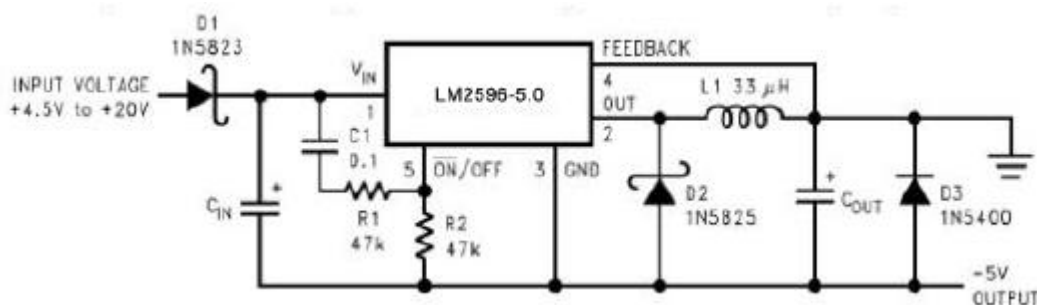 D1
1N5823
INPUT VOLTAGE
+4.5V to +20V
VIN
1
LM2596-5.0
FEEDBACK
4
OUT
2
L1 33 μH
C1
0.1
5
ON/OFF
3
GND
CIN
+
R1
47k
R2
47k
D2
1N5825
+
COUT
D3
1N5400
-5V
OUTPUT